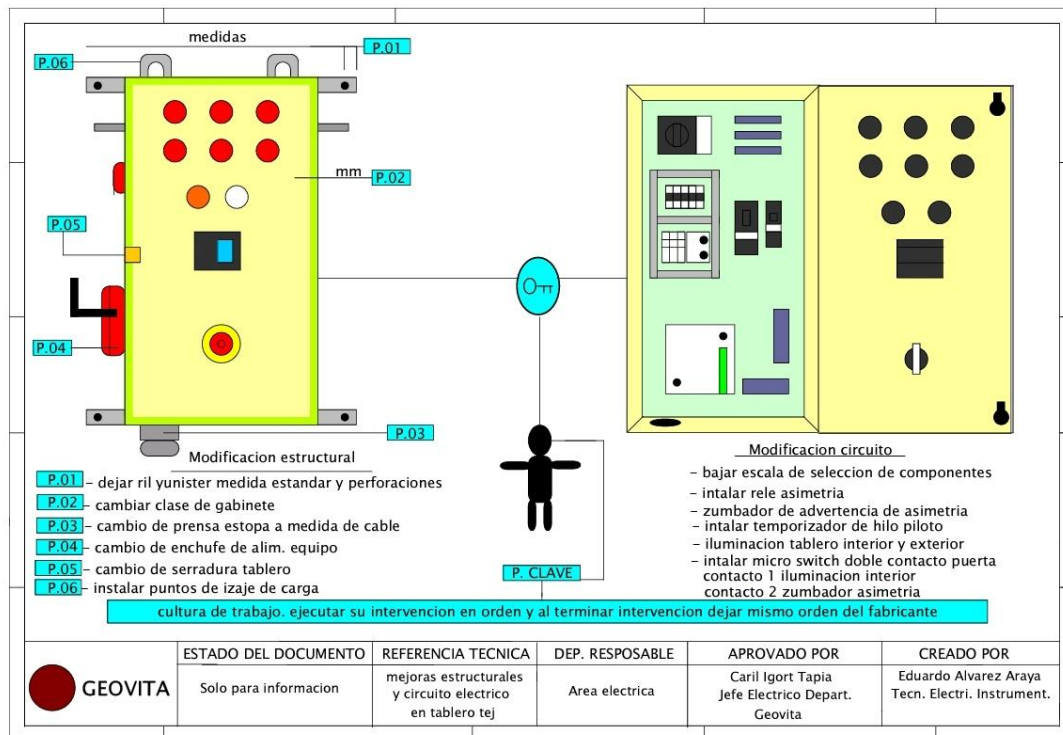 medidas
P.01
P.06
mm
P.02
P.05
P.04
P.03
Modificacion estructural
P.01 - dejar ril yunister medida estandar y perforaciones
P.02 - cambiar clase de gabinete
P.03 - cambio de prensa estopa a medida de cable
P.04 - cambio de enchufe de alim. equipo
P.05 - cambio de serradura tablero
P.06 - instalar puntos de izaje de carga
P. CLAVE
Modificacion circuito
- bajar escala de seleccion de componentes
- intalar rele asimetria
- zumbador de advertencia de asimetria
- intalar temporizador de hilo piloto
- iluminacion tablero interior y exterior
- intalar micro switch doble contacto puerta
contacto 1 iluminacion interior
contacto 2 zumbador asimetria
cultura de trabajo. ejecutar su intervencion en orden y al terminar intervencion dejar mismo orden del fabricante
GEOVITA
ESTADO DEL DOCUMENTO
Solo para informacion
REFERENCIA TECNICA
mejoras estructurales
y circuito electrico
en tablero tej
DEP. RESPOSABLE
Area electrica
APROVADO POR
Caril Igort Tapia
Jefe Electrico Depart.
Geovita
CREADO POR
Eduardo Alvarez Araya
Tecn. Electri. Instrument.